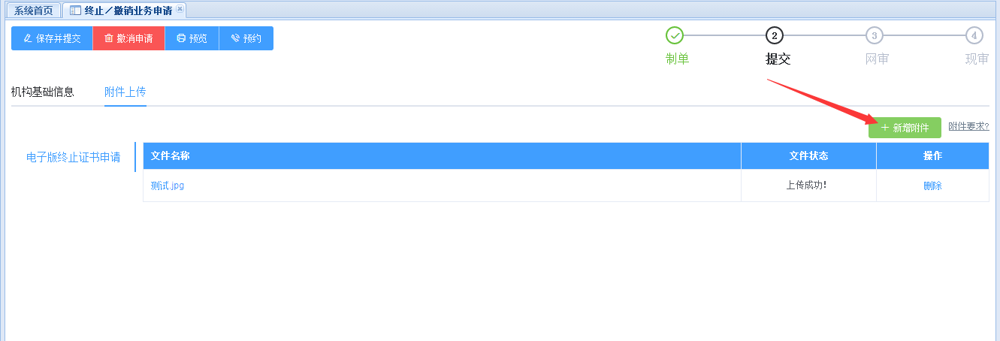 系统首页 终止／撤销业务申请
保存并提交 撤消申请 预览 预约
2 3 4
制单 提交 网审 现审
机构基础信息 附件上传
+ 新增附件 附件要求?
电子版终止证书申请 文件名称 文件状态 操作
测试.jpg 上传成功! 删除